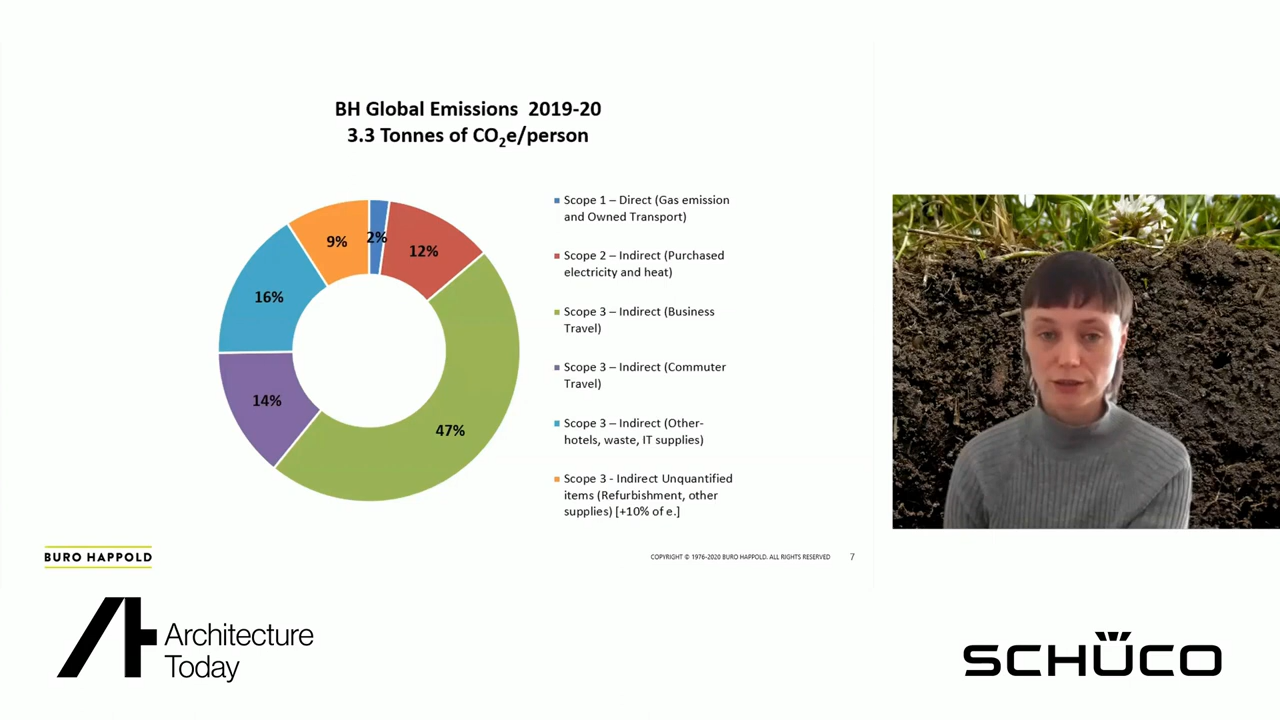 BH Global Emissions 2019-20
3.3 Tonnes of CO₂e/person
2%
12%
47%
14%
16%
9%
Scope 1 – Direct (Gas emission
and Owned Transport)
Scope 2 – Indirect (Purchased
electricity and heat)
Scope 3 – Indirect (Business
Travel)
Scope 3 – Indirect (Commuter
Travel)
Scope 3 – Indirect (Other-
hotels, waste, IT supplies)
Scope 3 - Indirect Unquantified
items (Refurbishment, other
supplies) [+10% of e.]
BURO HAPPOLD
COPYRIGHT © 1976-2020 BURO HAPPOLD. ALL RIGHTS RESERVED
7
Architecture
Today
SCHÜCO